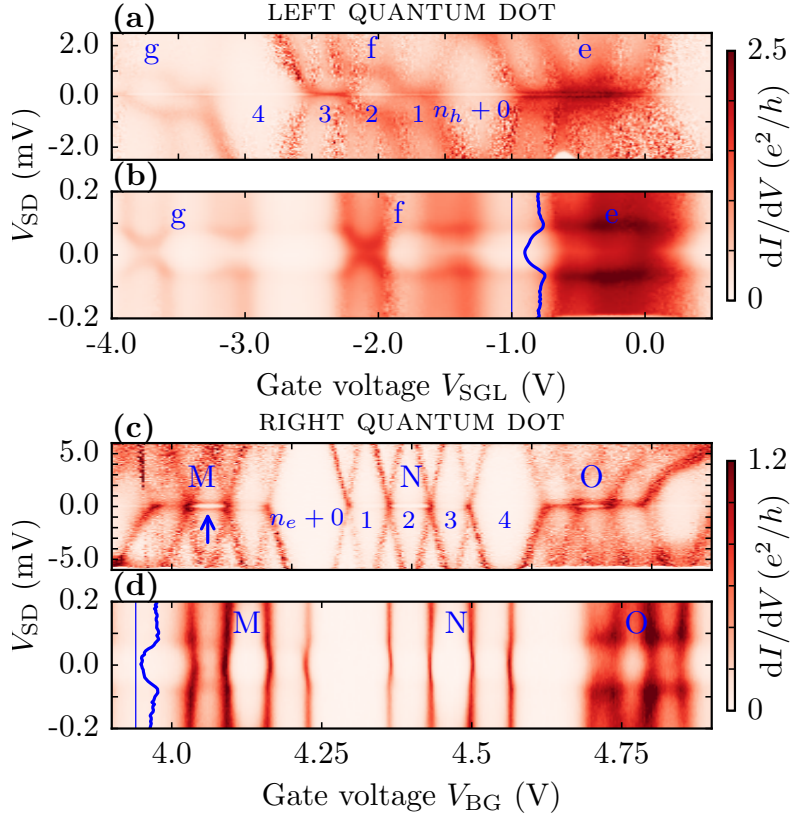 LEFT QUANTUM DOT
(a)
g f e
4 3 2 1 n_h + 0
2.0
0.0
-2.0
(b)
g f e
0.2
0.0
-0.2
V_SD (mV)
-4.0 -3.0 -2.0 -1.0 0.0
Gate voltage V_SGL (V)
2.5
0
dI/dV (e²/h)
RIGHT QUANTUM DOT
(c)
M N O
n_e + 0 1 2 3 4
5.0
0.0
-5.0
(d)
M N O
0.2
0.0
-0.2
V_SD (mV)
4.0 4.25 4.5 4.75
Gate voltage V_BG (V)
1.2
0
dI/dV (e²/h)